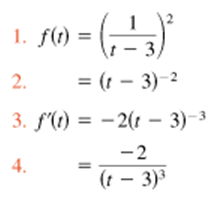 1. f(t) = (1/(t − 3))²
2. = (t − 3)⁻²
3. f′(t) = −2(t − 3)⁻³
4. = −2/(t − 3)³